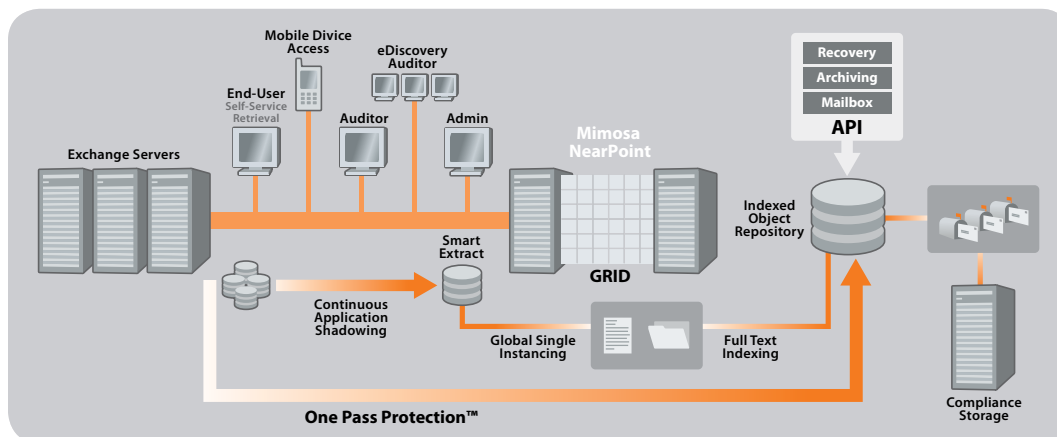 Mobile Divice
Access
eDiscovery
Auditor
End-User
Self-Service
Retrieval
Auditor
Admin
Exchange Servers
Mimosa
NearPoint
GRID
Recovery
Archiving
Mailbox
API
Indexed
Object
Repository
Smart
Extract
Continuous
Application
Shadowing
Global Single
Instancing
Full Text
Indexing
Compliance
Storage
One Pass Protection™